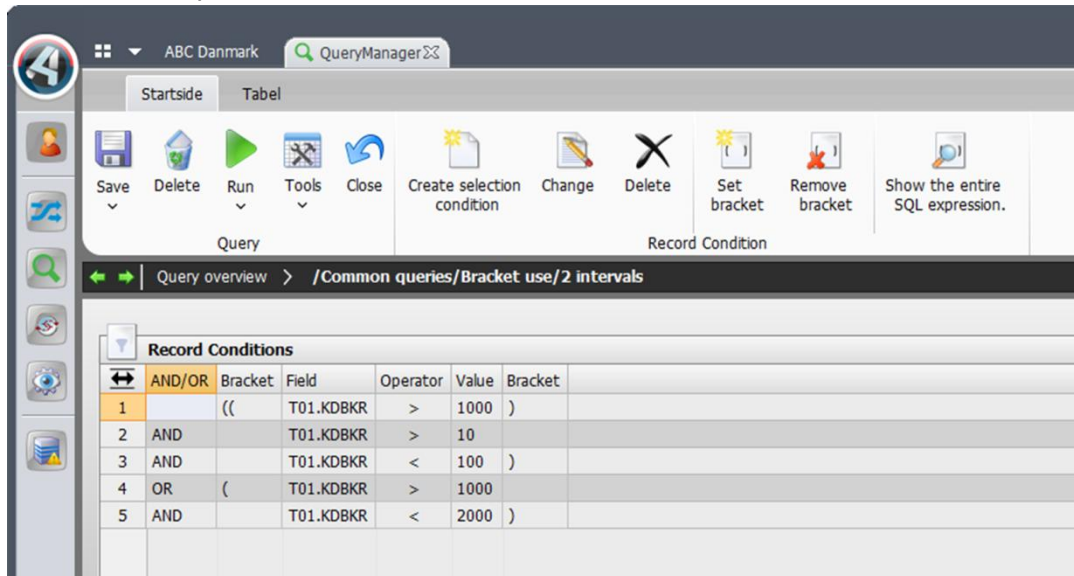 ABC Danmark QueryManager
Startside Tabel
Save Delete Run Tools Close Create selection condition Change Delete Set bracket Remove bracket Show the entire SQL expression.
Query Record Condition
Query overview > /Common queries/Bracket use/2 intervals
Record Conditions
AND/OR Bracket Field Operator Value Bracket
1 (( T01.KDBKR > 1000 )
2 AND T01.KDBKR > 10
3 AND T01.KDBKR < 100 )
4 OR ( T01.KDBKR > 1000
5 AND T01.KDBKR < 2000 )